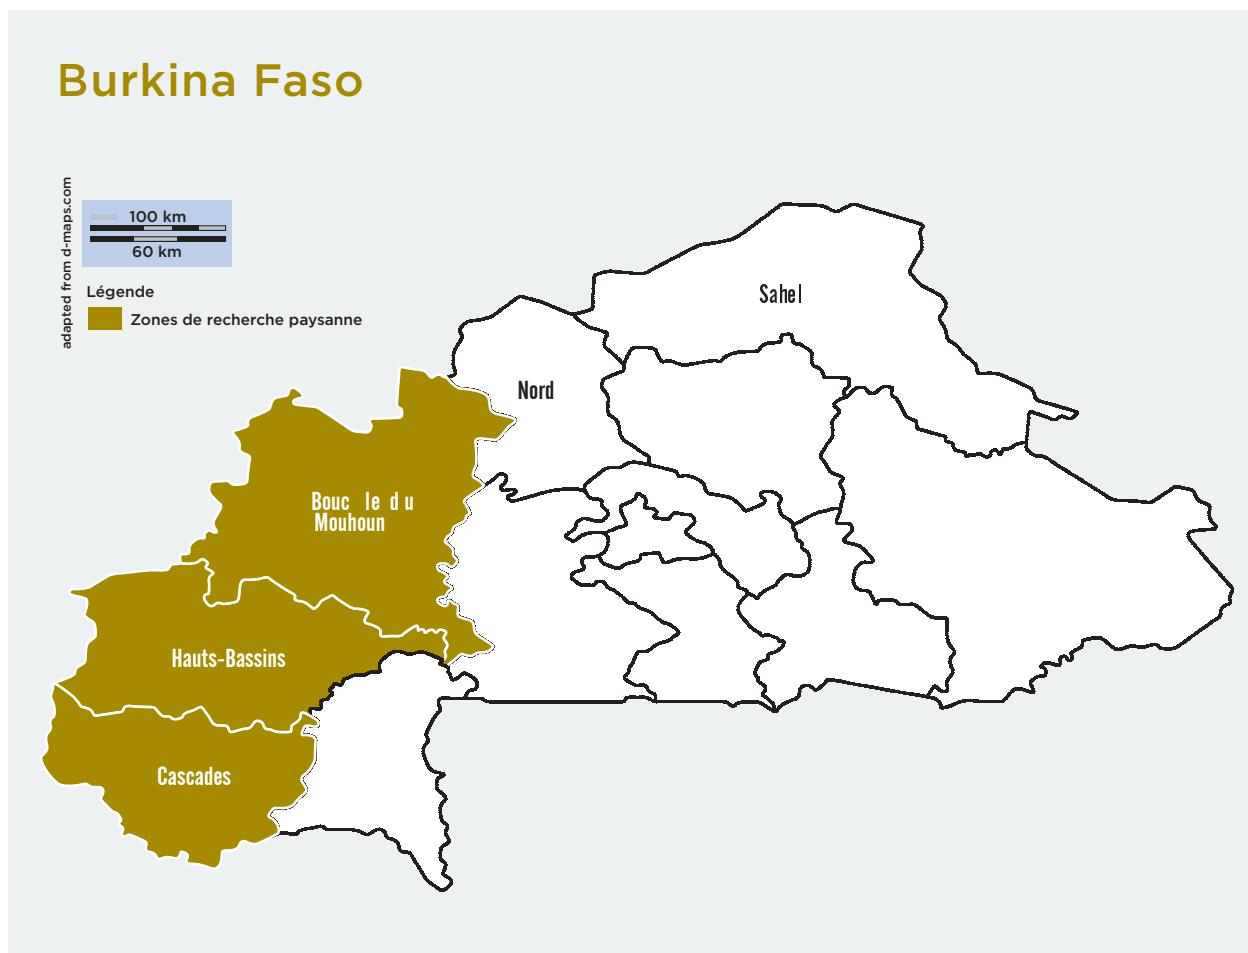 Burkina Faso
adapted from d-maps.com
100 km
60 km
Légende
Zones de recherche paysanne
Sahel
Nord
Bouc le d u
Mouhoun
Hauts-Bassins
Cascades